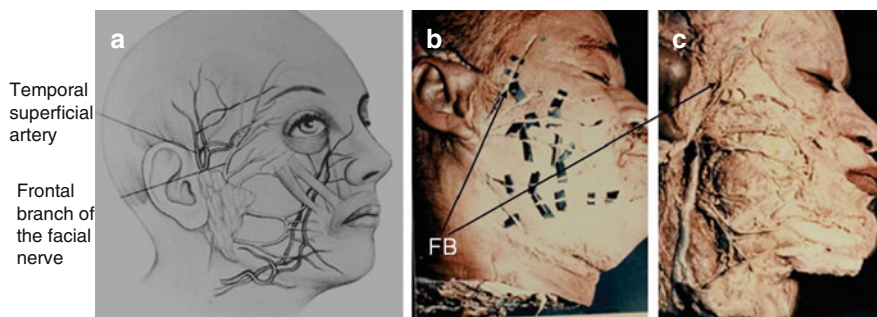 a
b
c
Temporal
superficial
artery
Frontal
branch of
the facial
nerve
FB